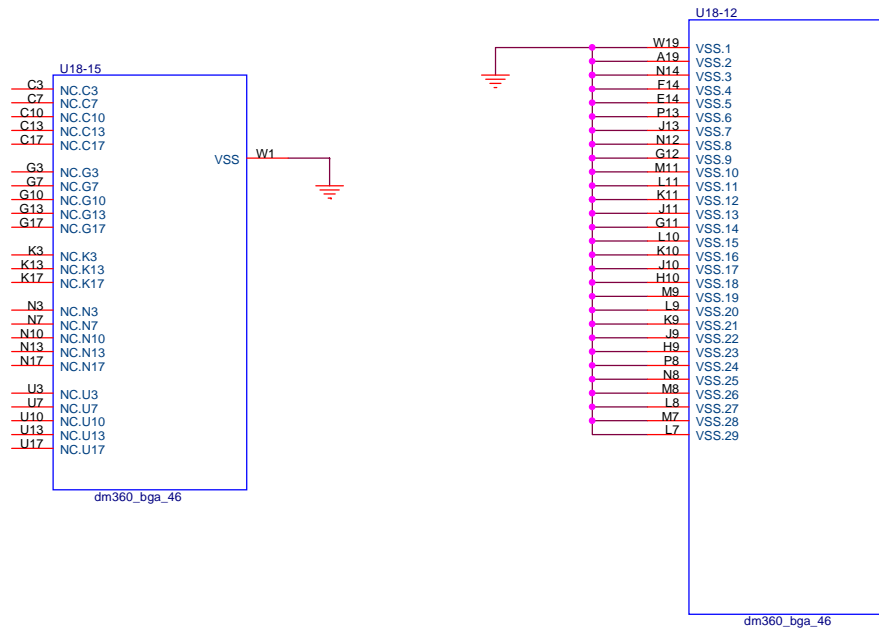 U18-15
C3 NC.C3
C7 NC.C7
C10 NC.C10
C13 NC.C13
C17 NC.C17
VSS W1
G3 NC.G3
G7 NC.G7
G10 NC.G10
G13 NC.G13
G17 NC.G17
K3 NC.K3
K13 NC.K13
K17 NC.K17
N3 NC.N3
N7 NC.N7
N10 NC.N10
N13 NC.N13
N17 NC.N17
U3 NC.U3
U7 NC.U7
U10 NC.U10
U13 NC.U13
U17 NC.U17
dm360_bga_46
U18-12
W19 VSS.1
A19 VSS.2
N14 VSS.3
F14 VSS.4
E14 VSS.5
P13 VSS.6
J13 VSS.7
N12 VSS.8
G12 VSS.9
M11 VSS.10
L11 VSS.11
K11 VSS.12
J11 VSS.13
G11 VSS.14
L10 VSS.15
K10 VSS.16
J10 VSS.17
H10 VSS.18
M9 VSS.19
L9 VSS.20
K9 VSS.21
J9 VSS.22
H9 VSS.23
P8 VSS.24
N8 VSS.25
M8 VSS.26
L8 VSS.27
M7 VSS.28
L7 VSS.29
dm360_bga_46